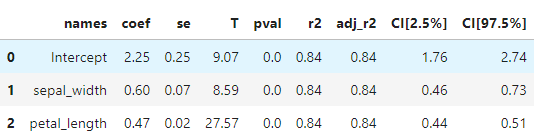 names coef se T pval r2 adj_r2 CI[2.5%] CI[97.5%]
0 Intercept 2.25 0.25 9.07 0.0 0.84 0.84 1.76 2.74
1 sepal_width 0.60 0.07 8.59 0.0 0.84 0.84 0.46 0.73
2 petal_length 0.47 0.02 27.57 0.0 0.84 0.84 0.44 0.51